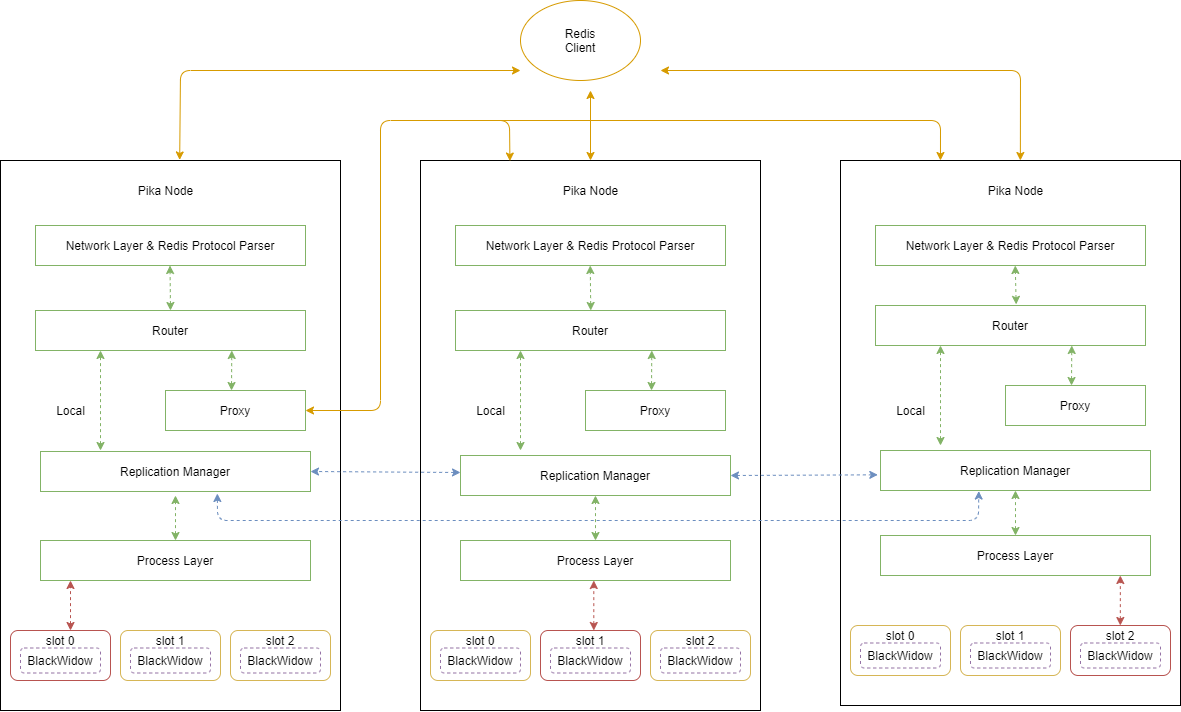 Redis
Client
Pika Node
Network Layer & Redis Protocol Parser
Router
Local
Proxy
Replication Manager
Process Layer
slot 0
BlackWidow
slot 1
BlackWidow
slot 2
BlackWidow
Pika Node
Network Layer & Redis Protocol Parser
Router
Local
Proxy
Replication Manager
Process Layer
slot 0
BlackWidow
slot 1
BlackWidow
slot 2
BlackWidow
Pika Node
Network Layer & Redis Protocol Parser
Router
Local
Proxy
Replication Manager
Process Layer
slot 0
BlackWidow
slot 1
BlackWidow
slot 2
BlackWidow